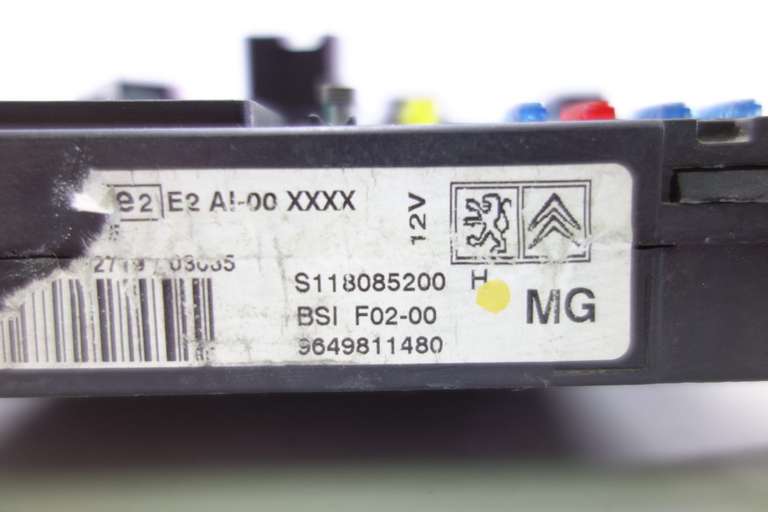 e2 E2 AI-00 XXXX
12V
S118085200 H
BSI F02-00
MG
9649811480